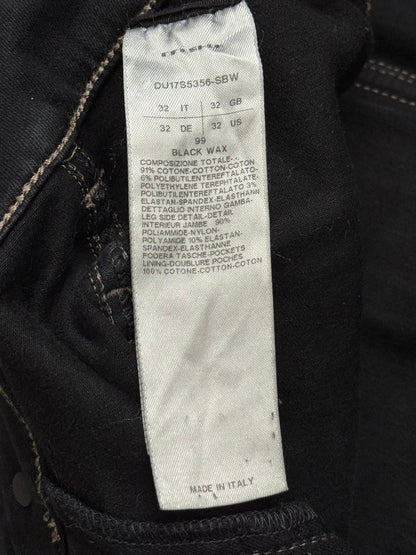 DU17S5356-SBW
32 IT 32 GB
32 DE 32 US
99
BLACK WAX
COMPOSIZIONE TOTALE-
91% COTONE-COTTON-COTON
6% POLIBUTILENTEREFTALATO-
POLYETHYLENE TEREPHTALATE-
POLIBUTILENTEREFTALATO 3%
ELASTAN-SPANDEX-ELASTHANN
DETTAGLIO INTERNO GAMBA-
LEG SIDE DETAIL-DETAIL
INTERIEUR JAMBE 90%
POLIAMMIDE-NYLON-
POLYAMIDE 10% ELASTAN-
SPANDEX-ELASTHANNE
FODERA TASCHE-POCKETS
LINING-DOUBLURE POCHES
100% COTONE-COTTON-COTON
MADE IN ITALY